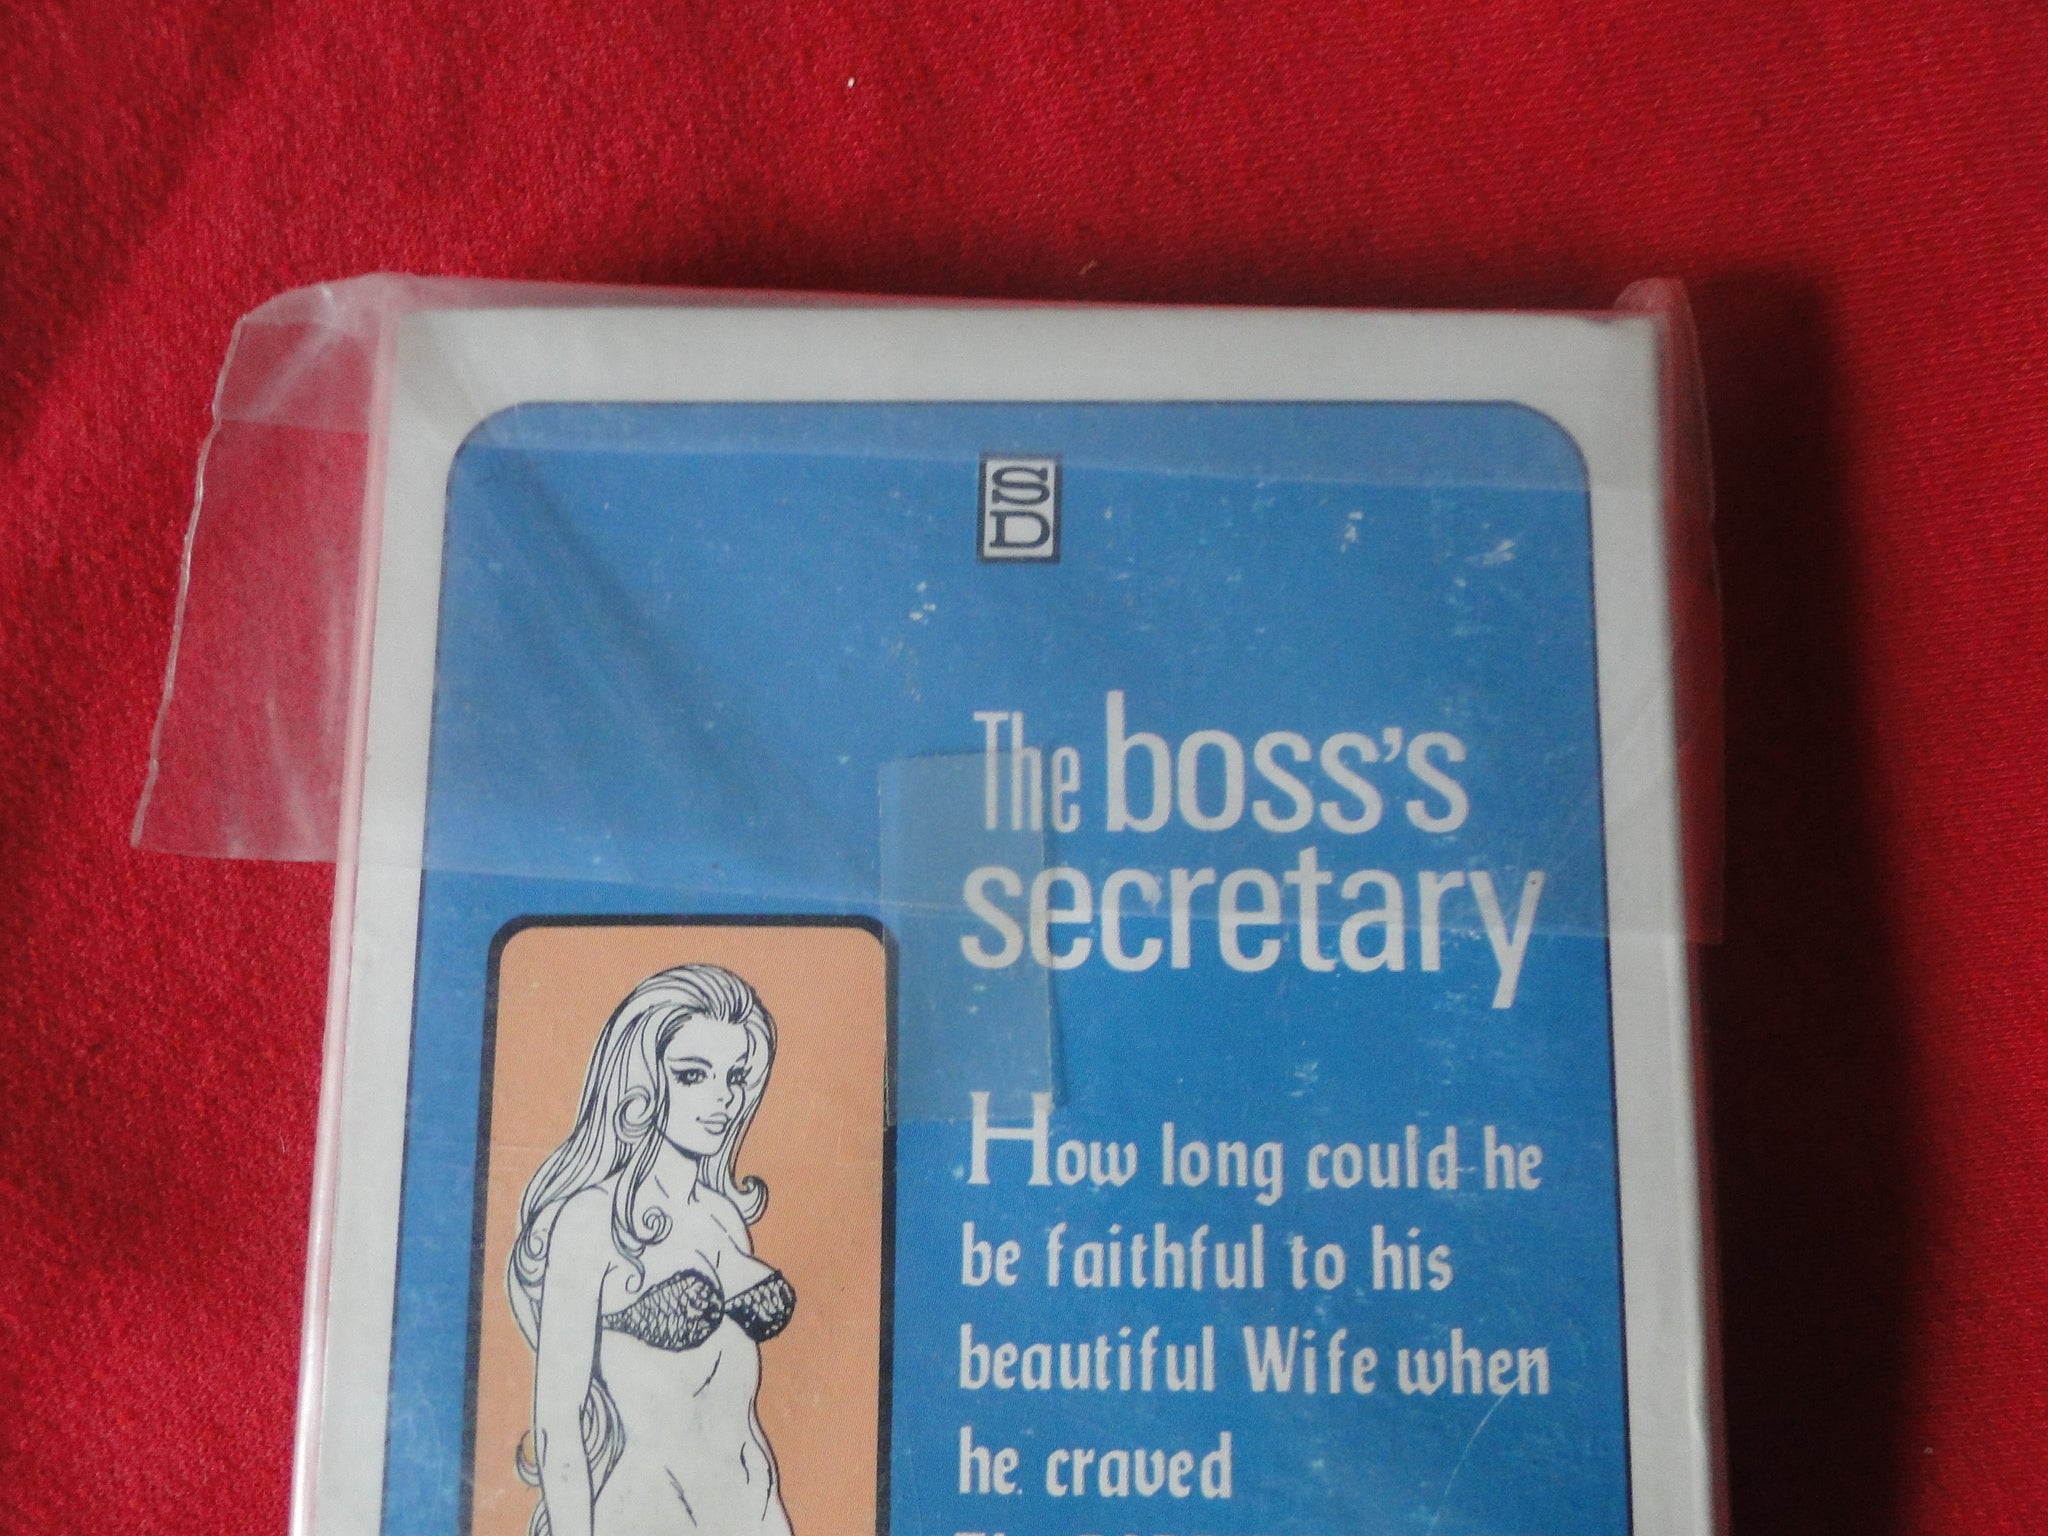 SD
The boss's
secretary
How long could he
be faithful to his
beautiful Wife when
he craved